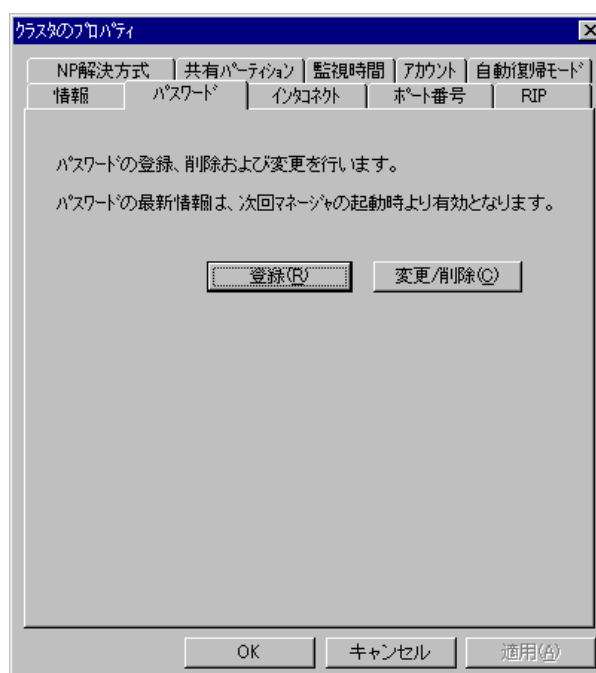 クラスタのプロパティ
NP解決方式 共有パーティション 監視時間 アカウント 自動復帰モード
情報 パスワード インタコネクト ポート番号 RIP
パスワードの登録、削除および変更を行います。
パスワードの最新情報は、次回マネージャの起動時より有効となります。
登録(R) 変更/削除(C)
OK キャンセル 適用(A)